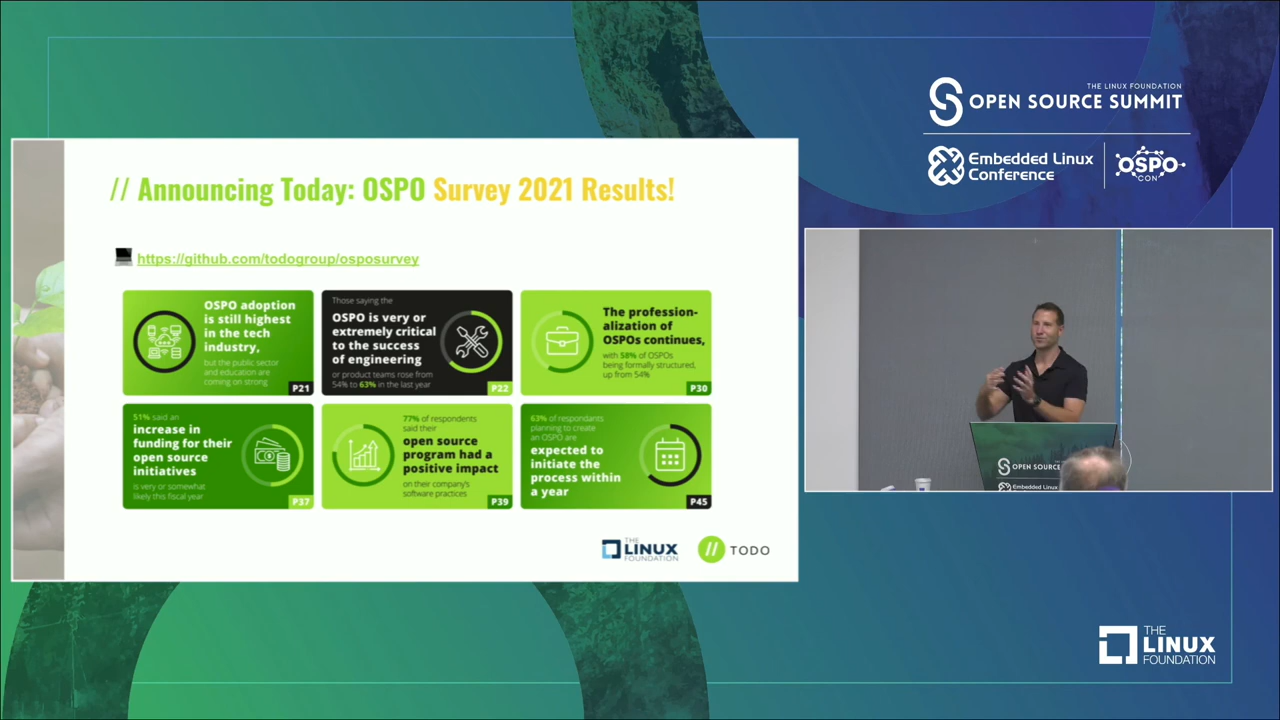 THE LINUX FOUNDATION
OPEN SOURCE SUMMIT
Embedded Linux
Conference
OSPO
CON
// Announcing Today: OSPO Survey 2021 Results!
https://github.com/todogroup/osposurvey
OSPO adoption
is still highest
in the tech
industry,
but the public sector
and education are
coming on strong
P21
Those saying the
OSPO is very or
extremely critical
to the success
of engineering
or product teams rose from
54% to 63% in the last year
P22
The profession-
alization of
OSPOs continues,
with 58% of OSPOs
being formally structured,
up from 54%
P30
51% said an
increase in
funding for their
open source
initiatives
is very or somewhat
likely this fiscal year
P37
77% of respondents
said their
open source
program had a
positive impact
on their company's
software practices
P39
63% of respondants
planning to create
an OSPO are
expected to
initiate the
process within
a year
P45
THE
LINUX
FOUNDATION
// TODO
OPEN SOURCE
Embedded Linux
THE
LINUX
FOUNDATION